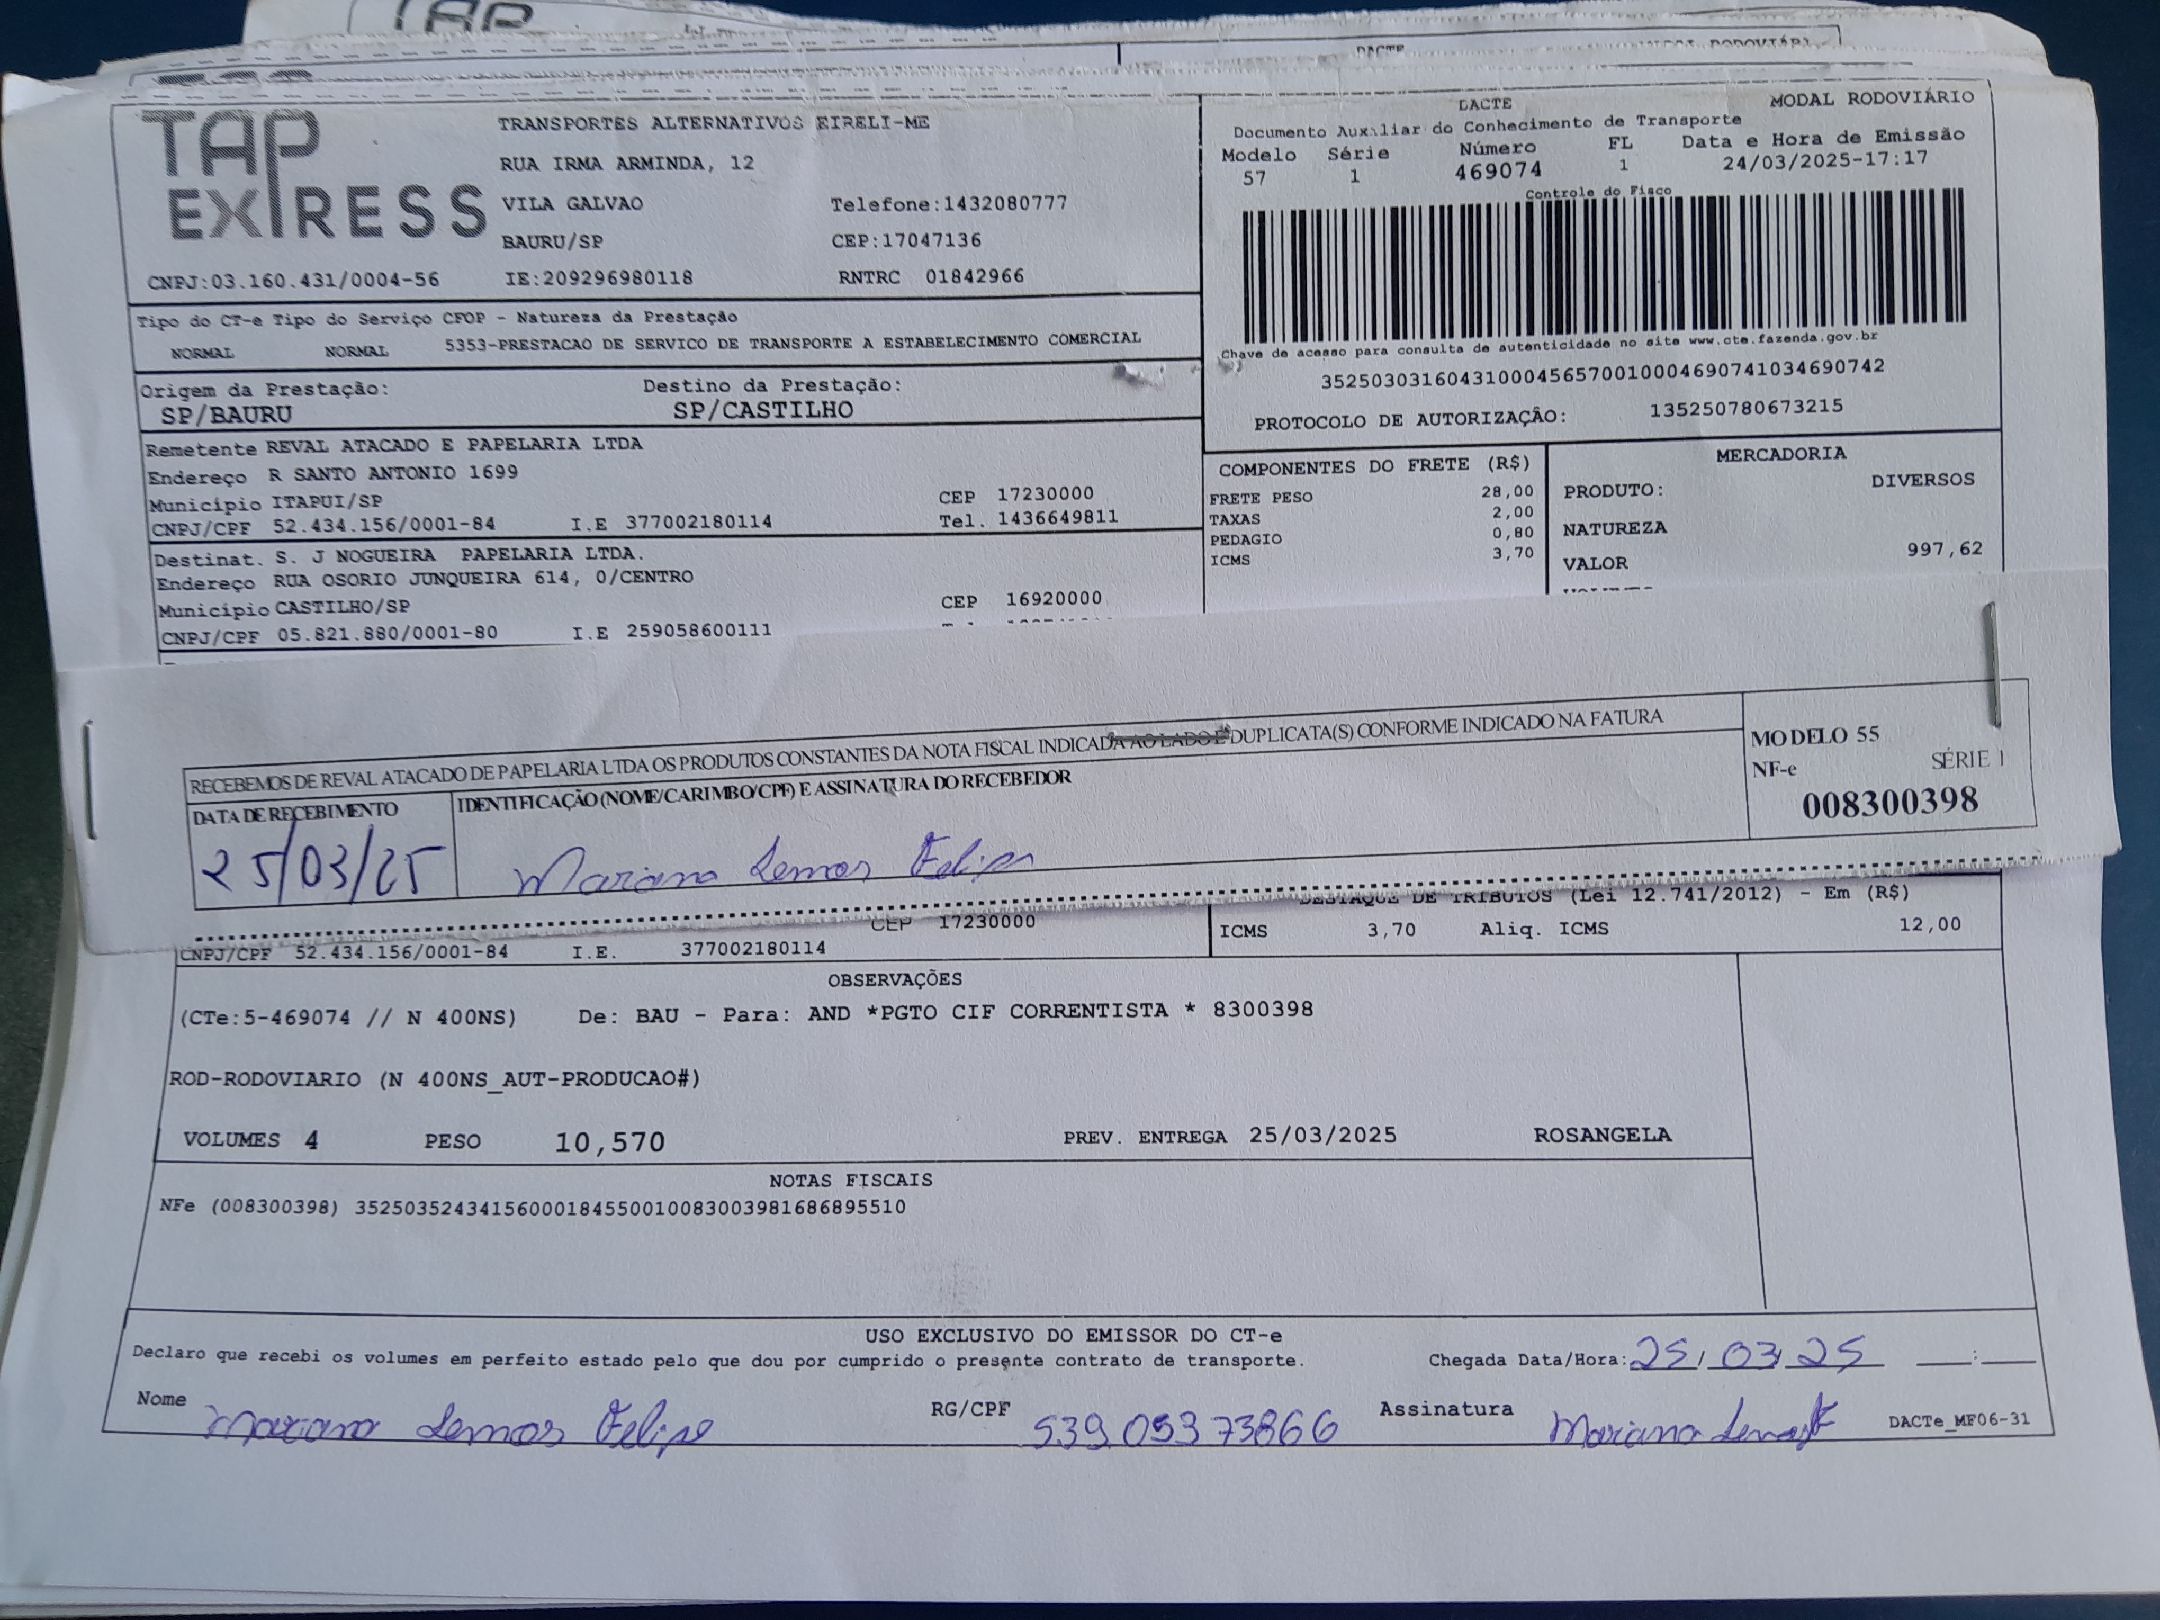 TAP
DACTE
TAP EXPRESS
TRANSPORTES ALTERNATIVOS EIRELI-ME
RUA IRMA ARMINDA, 12
VILA GALVAO Telefone:1432080777
BAURU/SP CEP:17047136
CNPJ:03.160.431/0004-56 IE:209296980118 RNTRC 01842966
DACTE MODAL RODOVIÁRIO
Documento Auxiliar do Conhecimento de Transporte
Modelo Série Número FL Data e Hora de Emissão
57 1 469074 1 24/03/2025-17:17
Controle do Fisco
Chave de acesso para consulta de autenticidade no site www.cte.fazenda.gov.br
35250303160431000456570010004690741034690742
PROTOCOLO DE AUTORIZAÇÃO: 135250780673215
Tipo do CT-e Tipo do Serviço CFOP - Natureza da Prestação
NORMAL NORMAL 5353-PRESTACAO DE SERVICO DE TRANSPORTE A ESTABELECIMENTO COMERCIAL
Origem da Prestação: Destino da Prestação:
SP/BAURU SP/CASTILHO
Remetente REVAL ATACADO E PAPELARIA LTDA
Endereço R SANTO ANTONIO 1699
Município ITAPUI/SP CEP 17230000
CNPJ/CPF 52.434.156/0001-84 I.E 377002180114 Tel. 1436649811
Destinat. S. J NOGUEIRA PAPELARIA LTDA.
Endereço RUA OSORIO JUNQUEIRA 614, 0/CENTRO
Município CASTILHO/SP CEP 16920000
CNPJ/CPF 05.821.880/0001-80 I.E 259058600111
COMPONENTES DO FRETE (R$)
FRETE PESO 28,00
TAXAS 2,00
PEDAGIO 0,80
ICMS 3,70
MERCADORIA
PRODUTO: DIVERSOS
NATUREZA
VALOR 997,62
RECEBEMOS DE REVAL ATACADO DE PAPELARIA LTDA OS PRODUTOS CONSTANTES DA NOTA FISCAL INDICADA AO LADO E DUPLICATA(S) CONFORME INDICADO NA FATURA
DATA DE RECEBIMENTO IDENTIFICAÇÃO (NOME/CARIMBO/CPF) E ASSINATURA DO RECEBEDOR
25/03/25 Mariana Lemos Felipe
MODELO 55
NF-e SÉRIE 1
008300398
CEP 17230000
CNPJ/CPF 52.434.156/0001-84 I.E. 377002180114
DESTAQUE DE TRIBUTOS (Lei 12.741/2012) - Em (R$)
ICMS 3,70 Aliq. ICMS 12,00
OBSERVAÇÕES
(CTe:5-469074 // N 400NS) De: BAU - Para: AND *PGTO CIF CORRENTISTA * 8300398
ROD-RODOVIARIO (N 400NS_AUT-PRODUCAO#)
VOLUMES 4 PESO 10,570 PREV. ENTREGA 25/03/2025 ROSANGELA
NOTAS FISCAIS
NFe (008300398) 35250352434156000184550010083003981686895510
USO EXCLUSIVO DO EMISSOR DO CT-e
Declaro que recebi os volumes em perfeito estado pelo que dou por cumprido o presente contrato de transporte. Chegada Data/Hora: 25/03/25 __:__
Nome Mariana Lemos Felipe RG/CPF 53905973866 Assinatura Mariana Lemos F DACTe_MF06-31